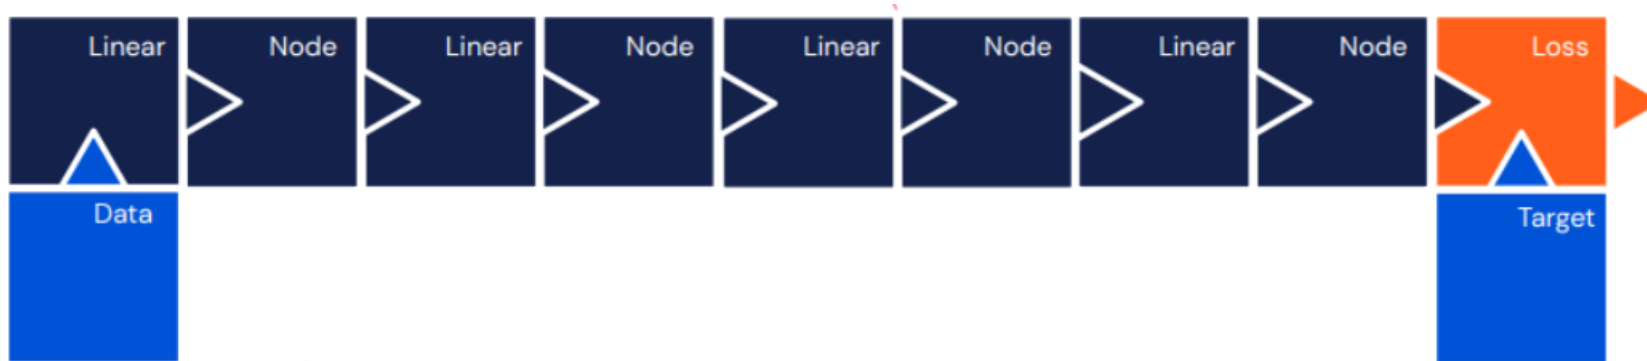 Linear
Node
Linear
Node
Linear
Node
Linear
Node
Loss
Data
Target